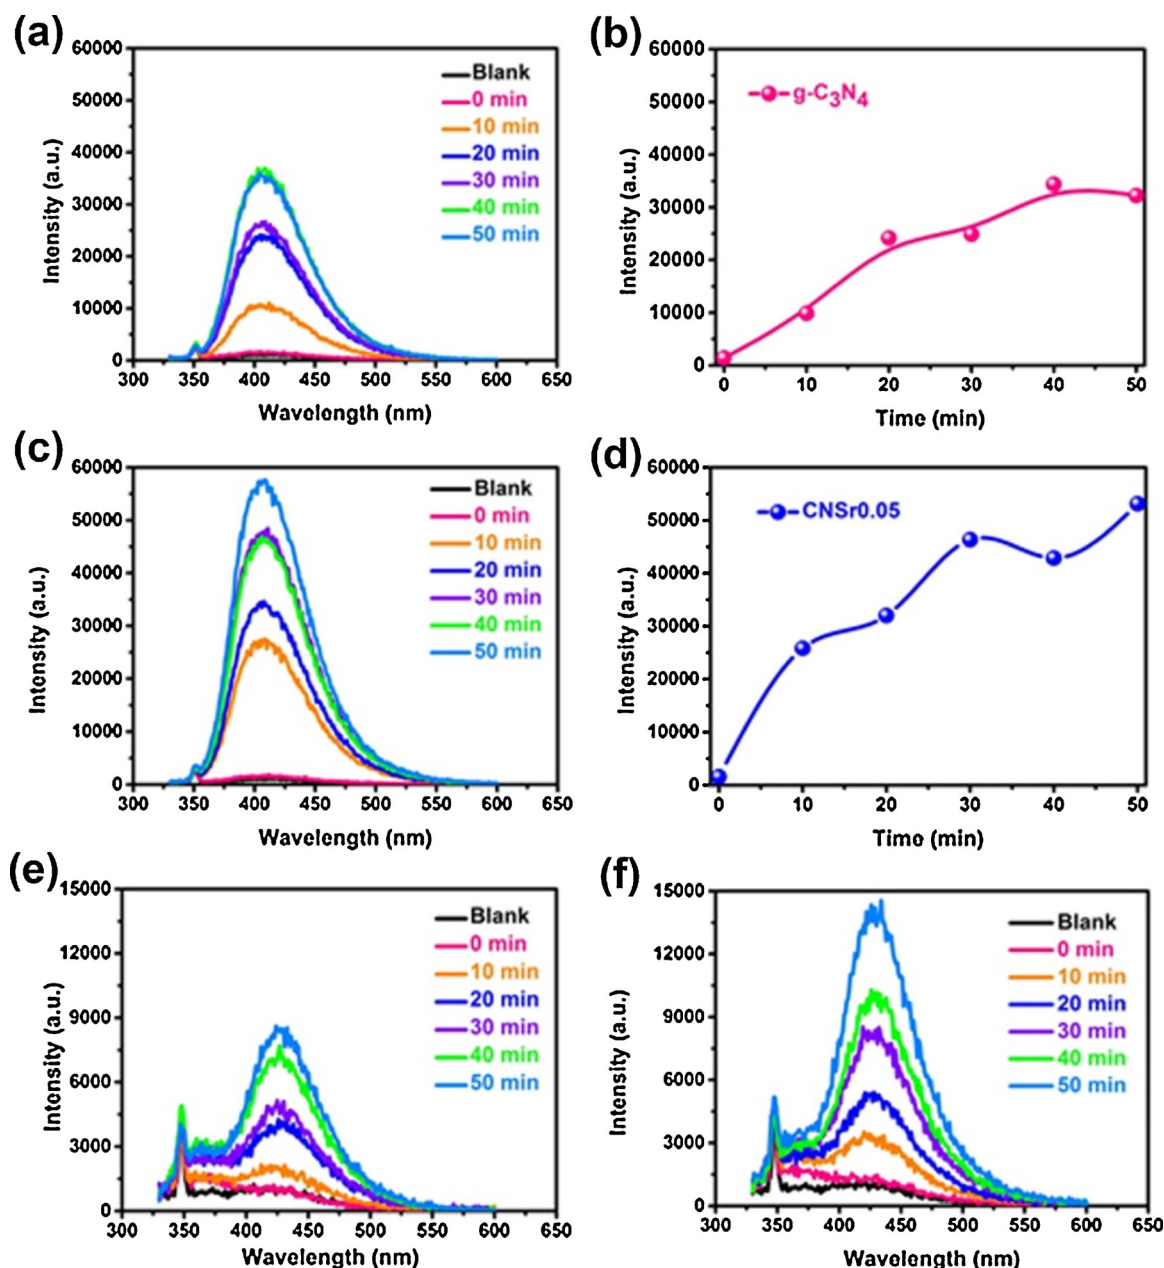 (a)
60000
50000
40000
30000
20000
10000
0
300 350 400 450 500 550 600 650
Intensity (a.u.)
Wavelength (nm)
Blank
0 min
10 min
20 min
30 min
40 min
50 min
(b)
60000
50000
40000
30000
20000
10000
0
0 10 20 30 40 50
Intensity (a.u.)
Time (min)
g-C3N4
(c)
60000
50000
40000
30000
20000
10000
0
300 350 400 450 500 550 600 650
Intensity (a.u.)
Wavelength (nm)
Blank
0 min
10 min
20 min
30 min
40 min
50 min
(d)
60000
50000
40000
30000
20000
10000
0
0 10 20 30 40 50
Intensity (a.u.)
Time (min)
CNSr0.05
(e)
15000
12000
9000
6000
3000
0
300 350 400 450 500 550 600 650
Intensity (a.u.)
Wavelength (nm)
Blank
0 min
10 min
20 min
30 min
40 min
50 min
(f)
15000
12000
9000
6000
3000
0
300 350 400 450 500 550 600 650
Intensity (a.u.)
Wavelength (nm)
Blank
0 min
10 min
20 min
30 min
40 min
50 min